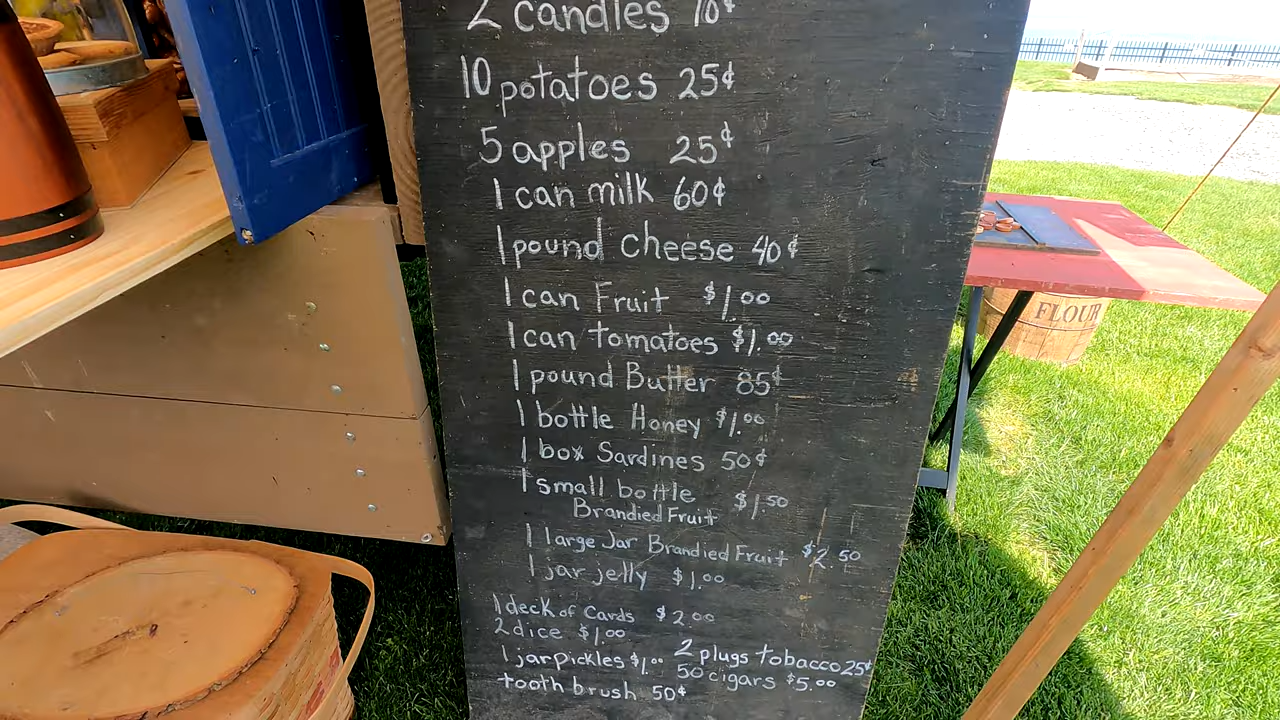 2 candles 10¢
10 potatoes 25¢
5 apples 25¢
1 can milk 60¢
1 pound cheese 40¢
1 can Fruit $1.00
1 can tomatoes $1.00
1 pound Butter 85¢
1 bottle Honey $1.00
1 box Sardines 50¢
1 small bottle
Brandied Fruit $1.50
1 large Jar Brandied Fruit $2.50
1 jar jelly $1.00
1 deck of Cards $2.00
2 dice $1.00
1 jar pickles $1.00 2 plugs tobacco 25¢
50 cigars $5.00
tooth brush 50¢
FLOUR